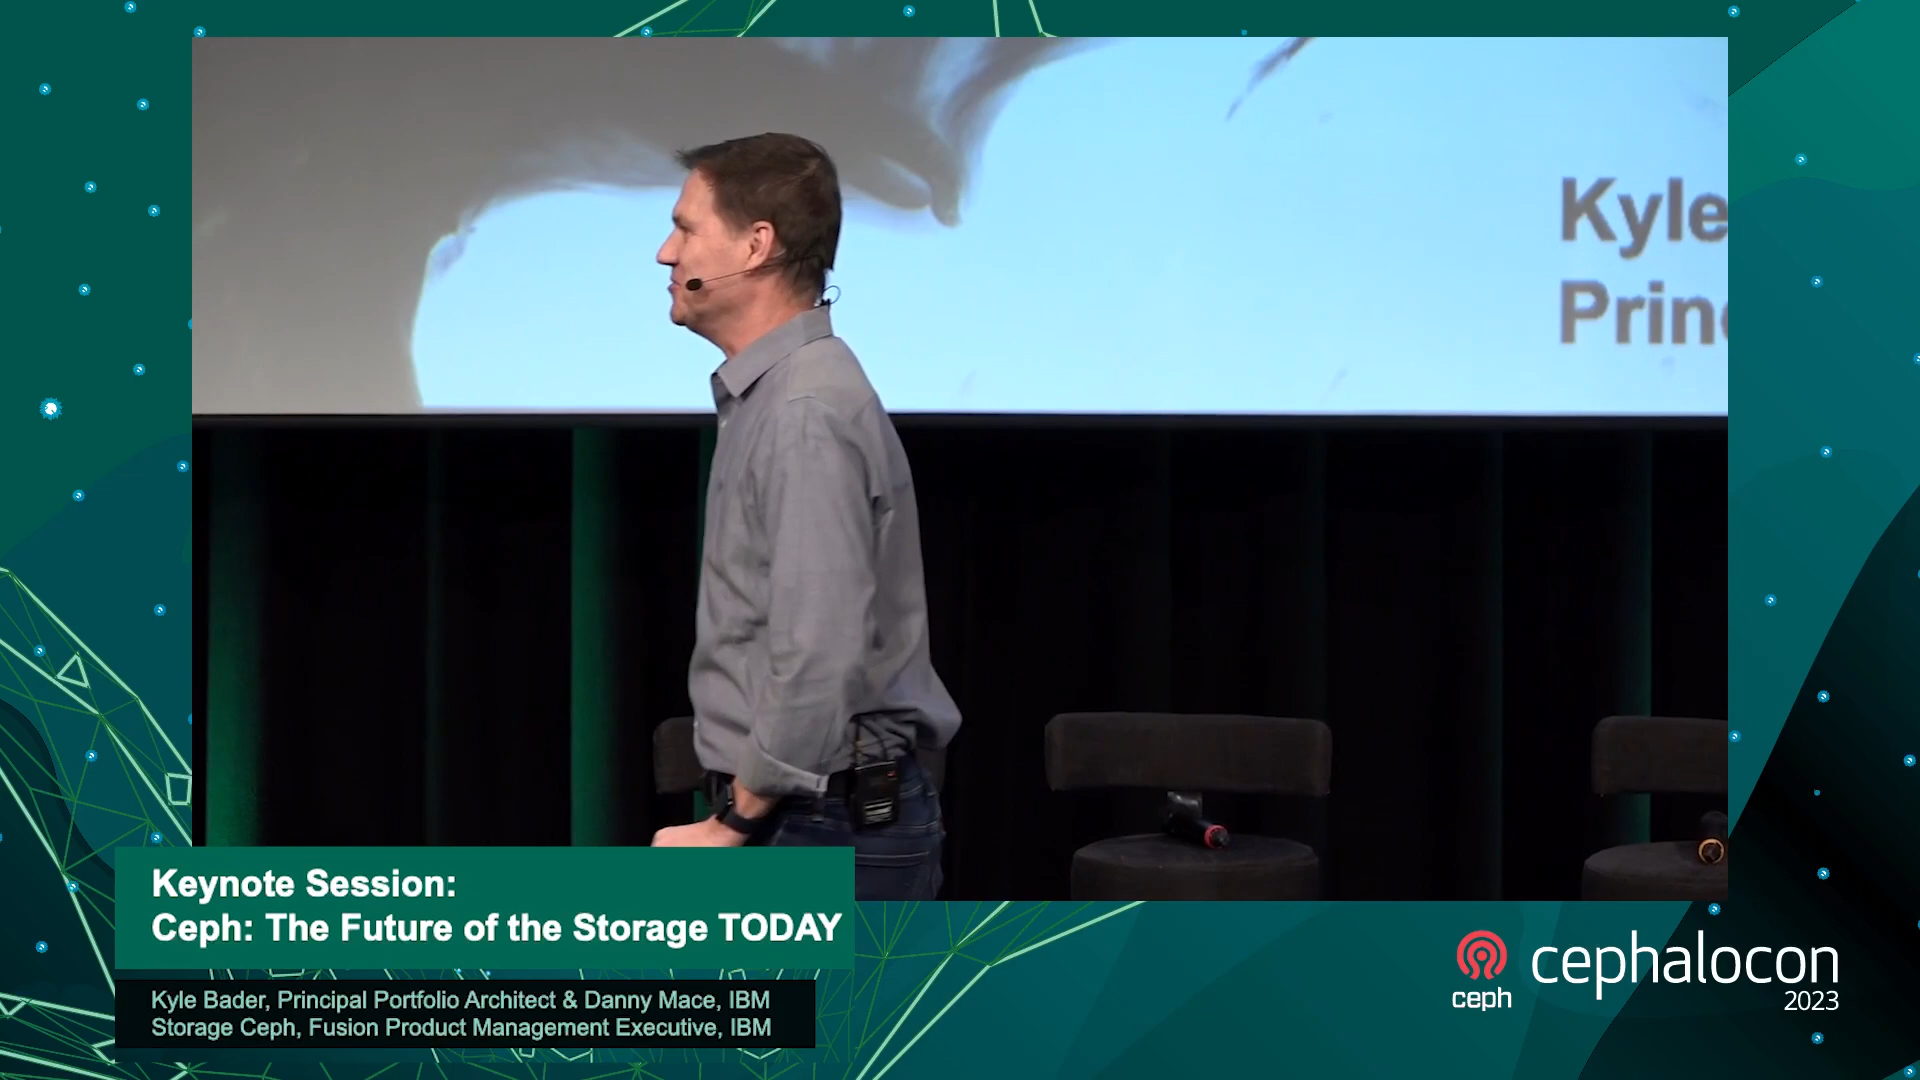 Kyle
Prin
Keynote Session:
Ceph: The Future of the Storage TODAY
Kyle Bader, Principal Portfolio Architect & Danny Mace, IBM
Storage Ceph, Fusion Product Management Executive, IBM
ceph
cephalocon
2023